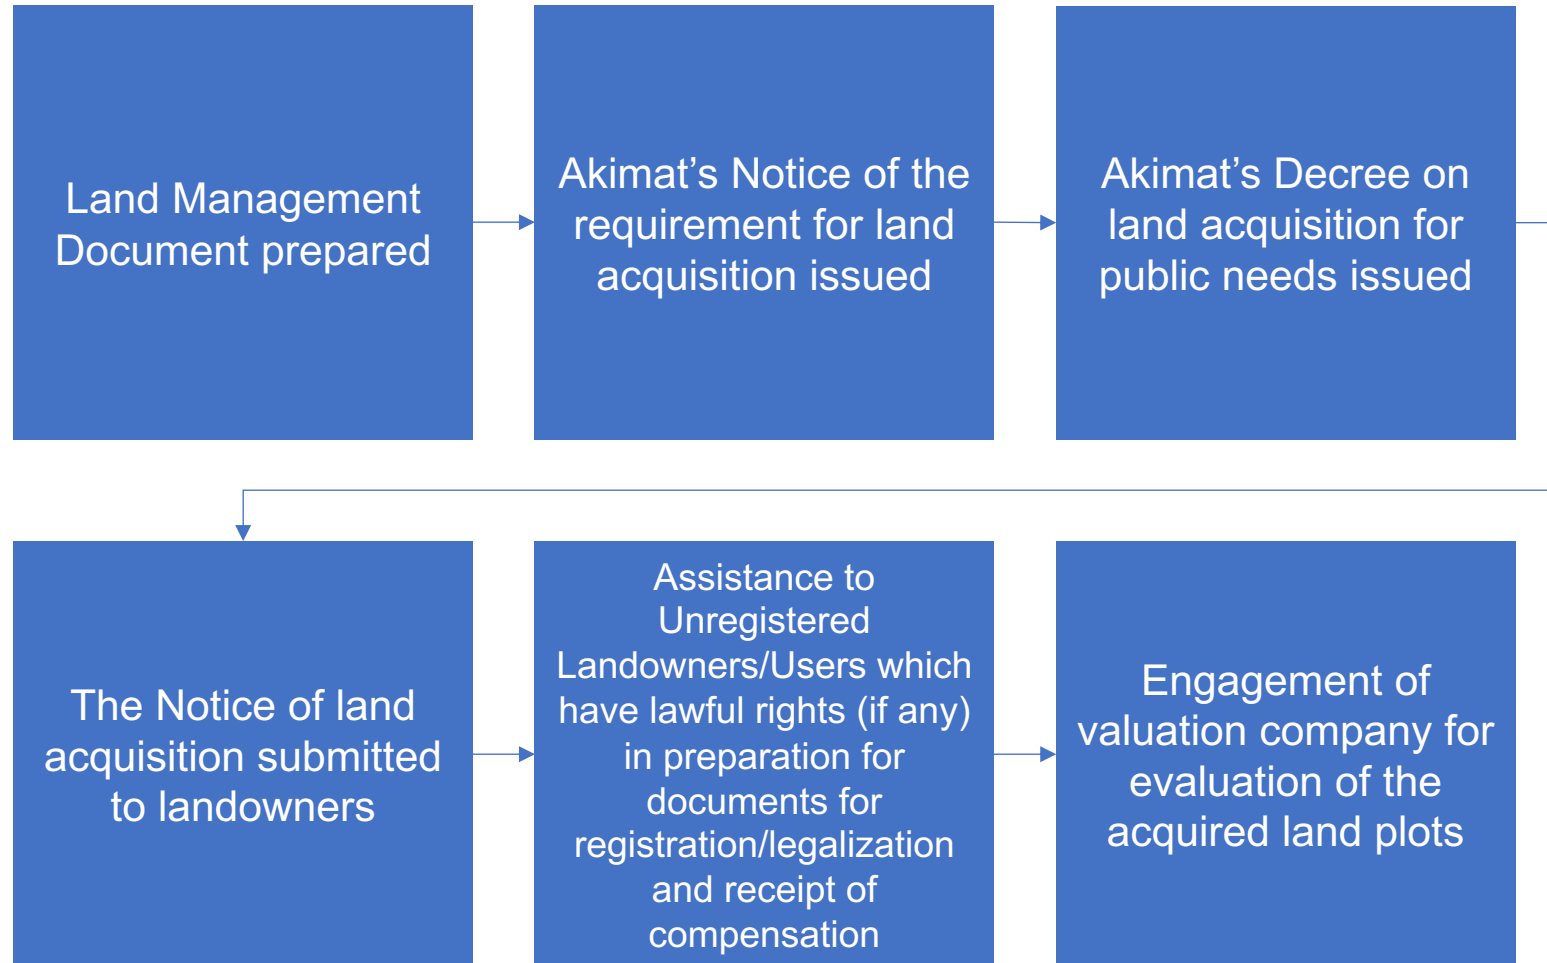 Land Management
Document prepared
Akimat’s Notice of the
requirement for land
acquisition issued
Akimat’s Decree on
land acquisition for
public needs issued
The Notice of land
acquisition submitted
to landowners
Assistance to
Unregistered
Landowners/Users which
have lawful rights (if any)
in preparation for
documents for
registration/legalization
and receipt of
compensation
Engagement of
valuation company for
evaluation of the
acquired land plots